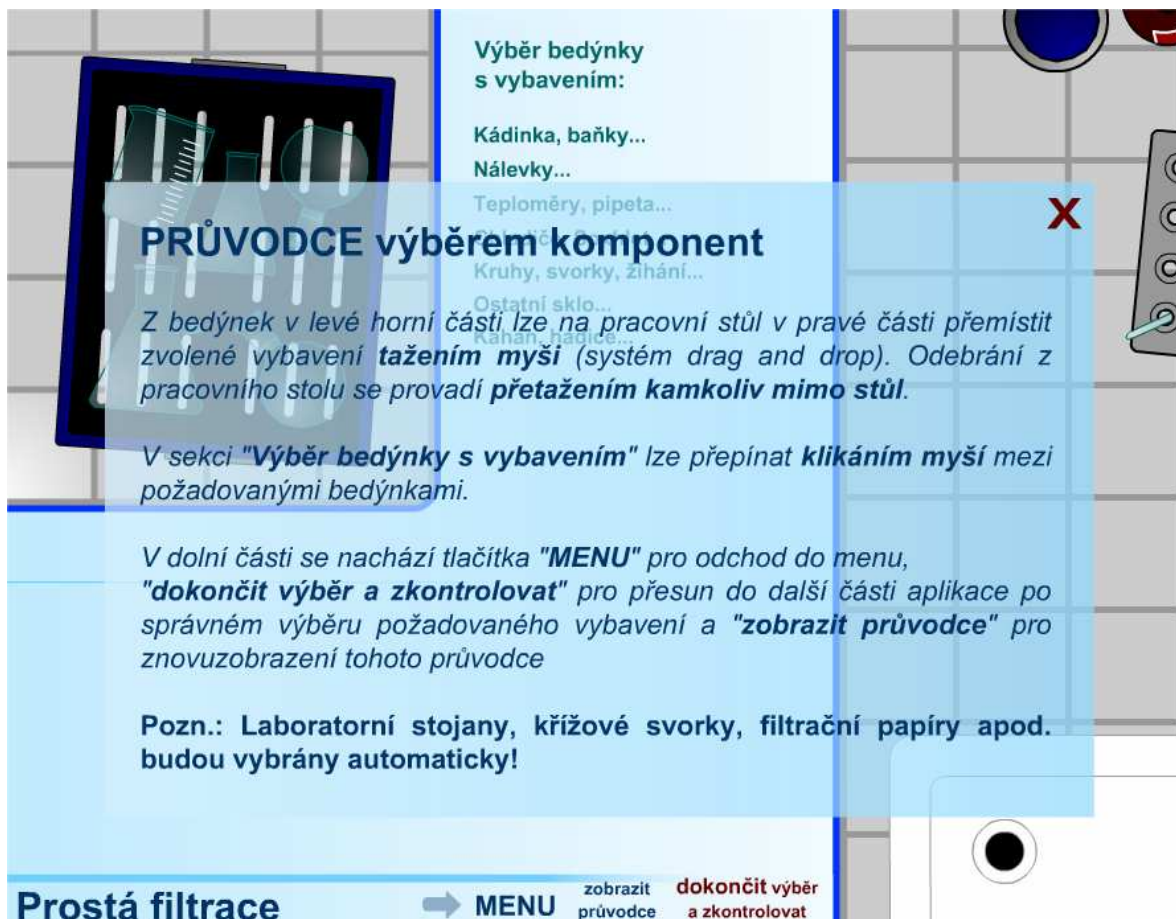 Výběr bedýnky
s vybavením:
Kádinka, baňky...
Nálevky...
Teploměry, pipeta...
Kruhy, svorky, žíhání...
Ostatní sklo...
Kahan, hadice...
X
PRŮVODCE výběrem komponent
Z bedýnek v levé horní části lze na pracovní stůl v pravé části přemístit
zvolené vybavení tažením myši (systém drag and drop). Odebrání z
pracovního stolu se provadí přetažením kamkoliv mimo stůl.
V sekci "Výběr bedýnky s vybavením" lze přepínat klikáním myší mezi
požadovanými bedýnkami.
V dolní části se nachází tlačítka "MENU" pro odchod do menu,
"dokončit výběr a zkontrolovat" pro přesun do další části aplikace po
správném výběru požadovaného vybavení a "zobrazit průvodce" pro
znovuzobrazení tohoto průvodce
Pozn.: Laboratorní stojany, křížové svorky, filtrační papíry apod.
budou vybrány automaticky!
Prostá filtrace
MENU
zobrazit
průvodce
dokončit výběr
a zkontrolovat